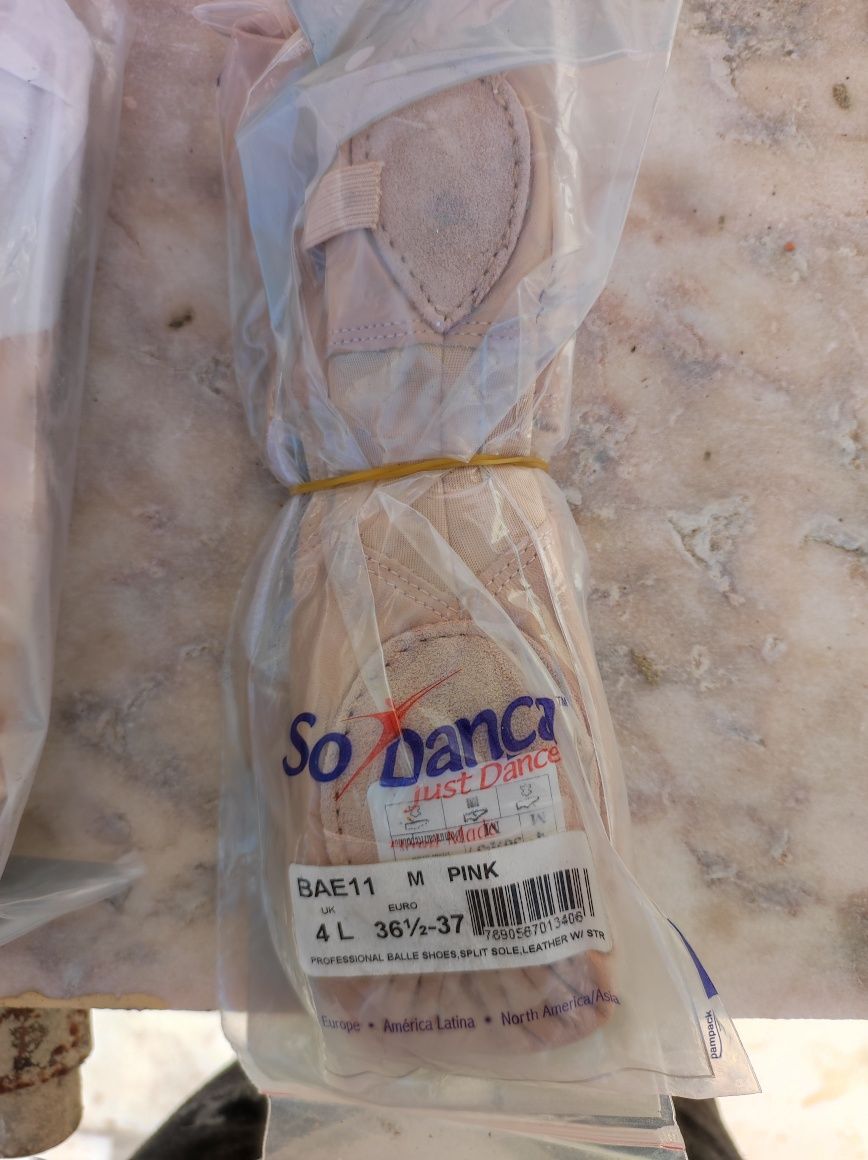 So Dança™
Just Dance
BAE11 M PINK
UK EURO
4 L 36½-37
7890567013406
PROFESSIONAL BALLE SHOES,SPLIT SOLE,LEATHER W/ STR
Europe • América Latina • North America/Asia
pampack